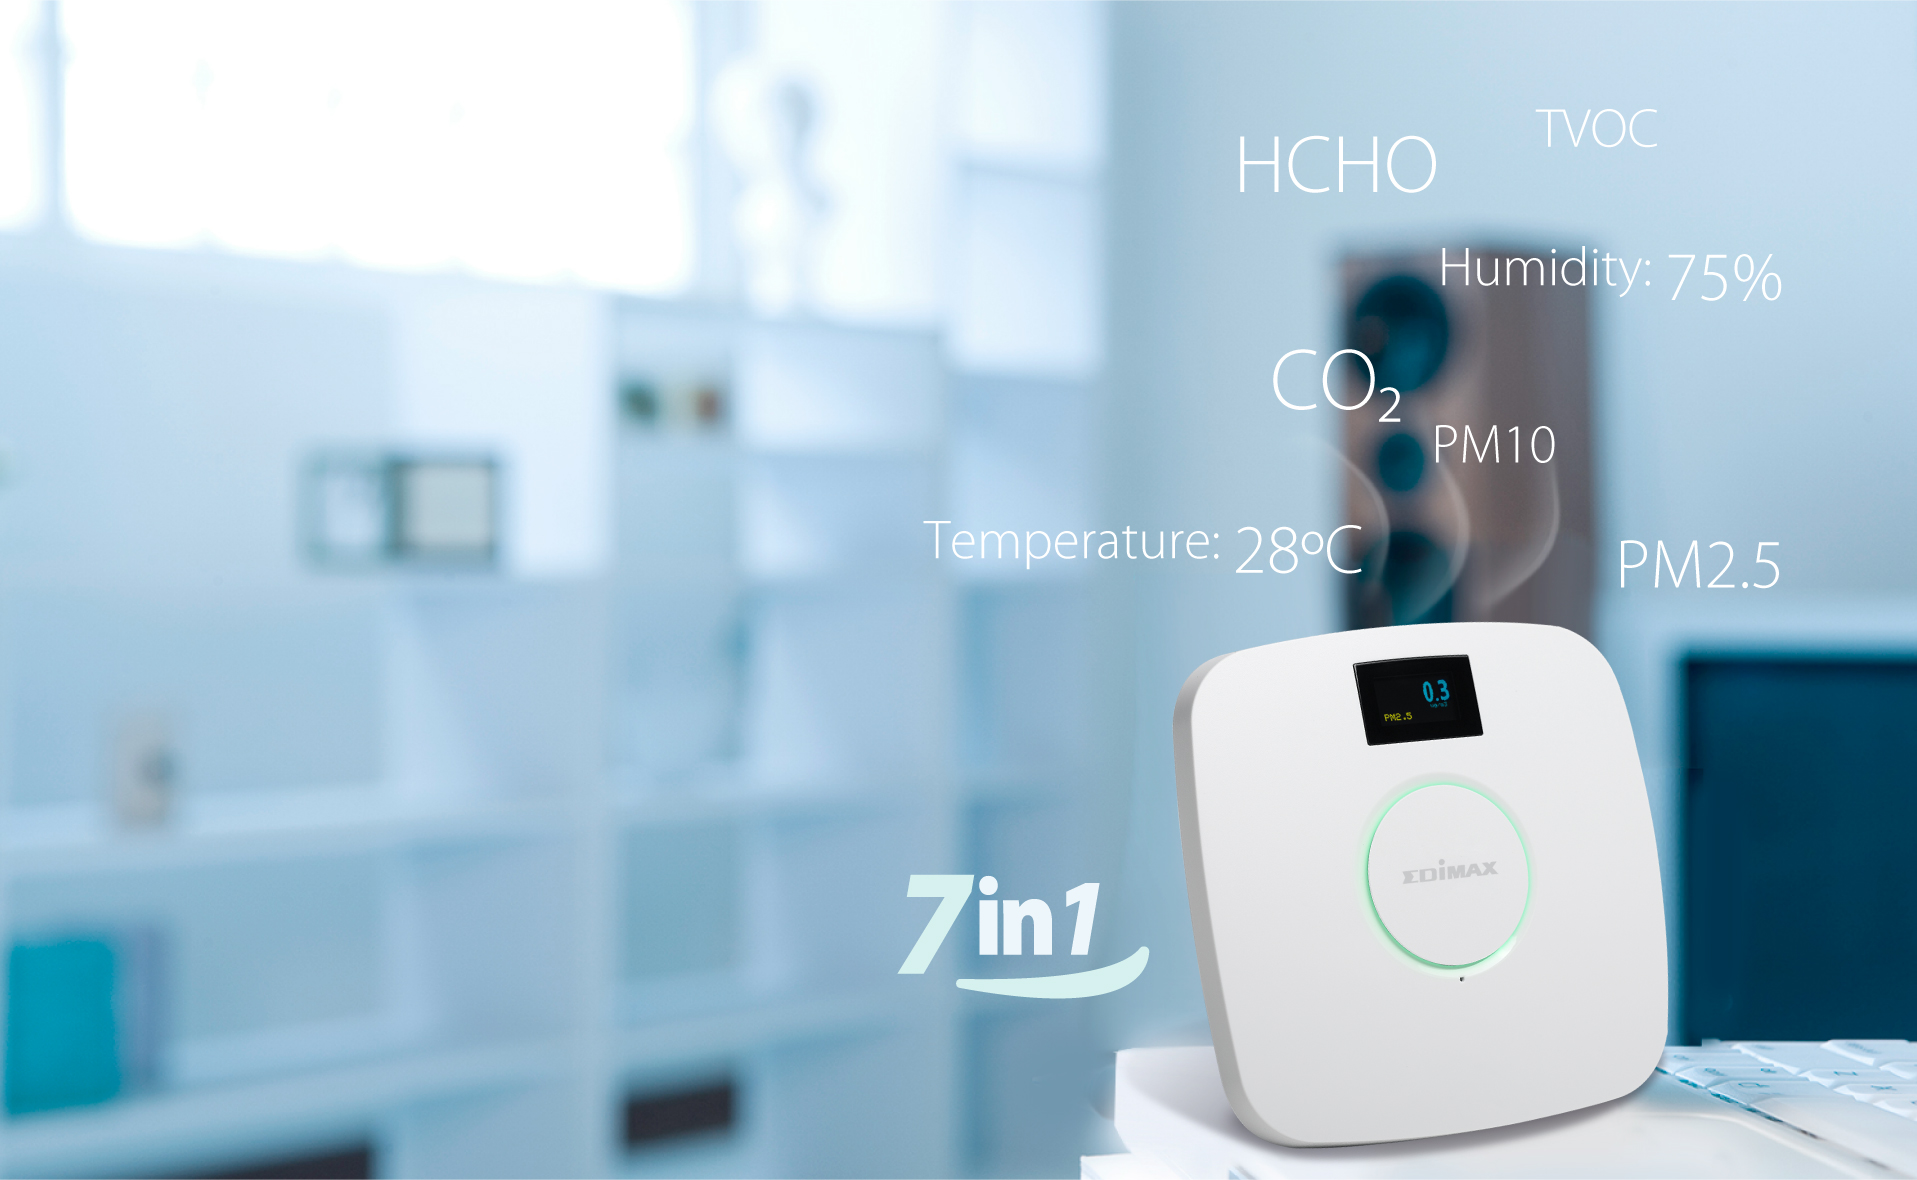 TVOC
HCHO
Humidity: 75%
CO₂
PM10
Temperature: 28ºC
PM2.5
0.3
PM2.5
EDiMAX
7in1